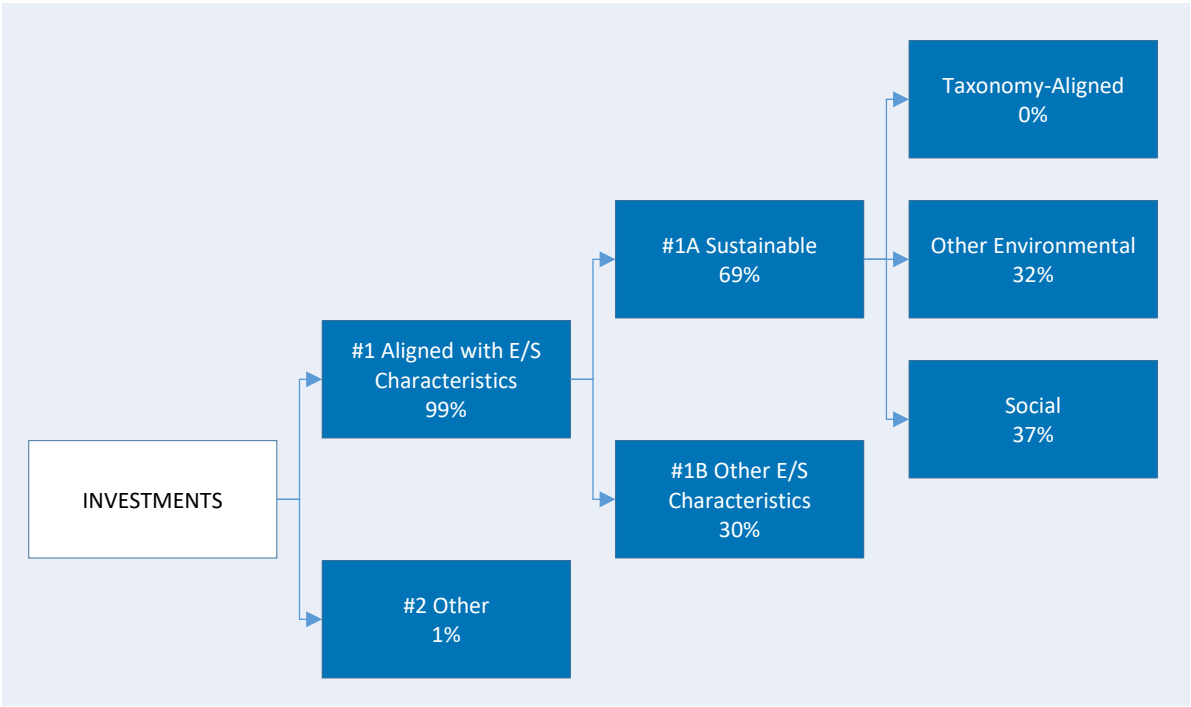 INVESTMENTS
#1 Aligned with E/S
Characteristics
99%
#2 Other
1%
#1A Sustainable
69%
#1B Other E/S
Characteristics
30%
Taxonomy-Aligned
0%
Other Environmental
32%
Social
37%